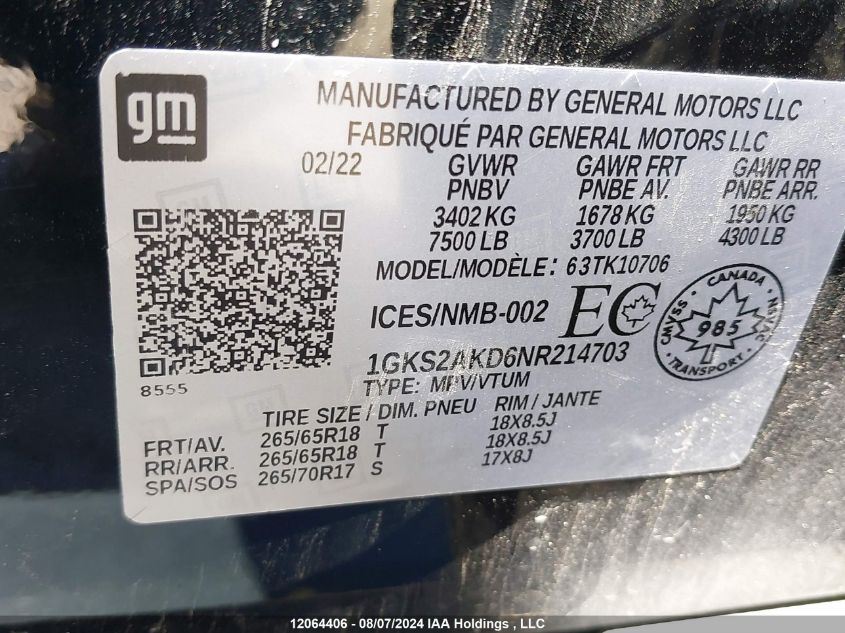 gm
MANUFACTURED BY GENERAL MOTORS LLC
FABRIQUÉ PAR GENERAL MOTORS LLC
02/22 GVWR GAWR FRT GAWR RR
PNBV PNBE AV. PNBE ARR.
3402 KG 1678 KG 1950 KG
7500 LB 3700 LB 4300 LB
MODEL/MODÈLE: 63TK10706
ICES/NMB-002 EC
CANADA
CMVSS 985 NSVAC
1GKS2AKD6NR214703
8555
TYPE: MPV/VTUM
TIRE SIZE / DIM. PNEU RIM / JANTE
FRT/AV. 265/65R18 T 18X8.5J
RR/ARR. 265/65R18 T 18X8.5J
SPA/SOS 265/70R17 S 17X8J
12064406 - 08/07/2024 IAA Holdings , LLC